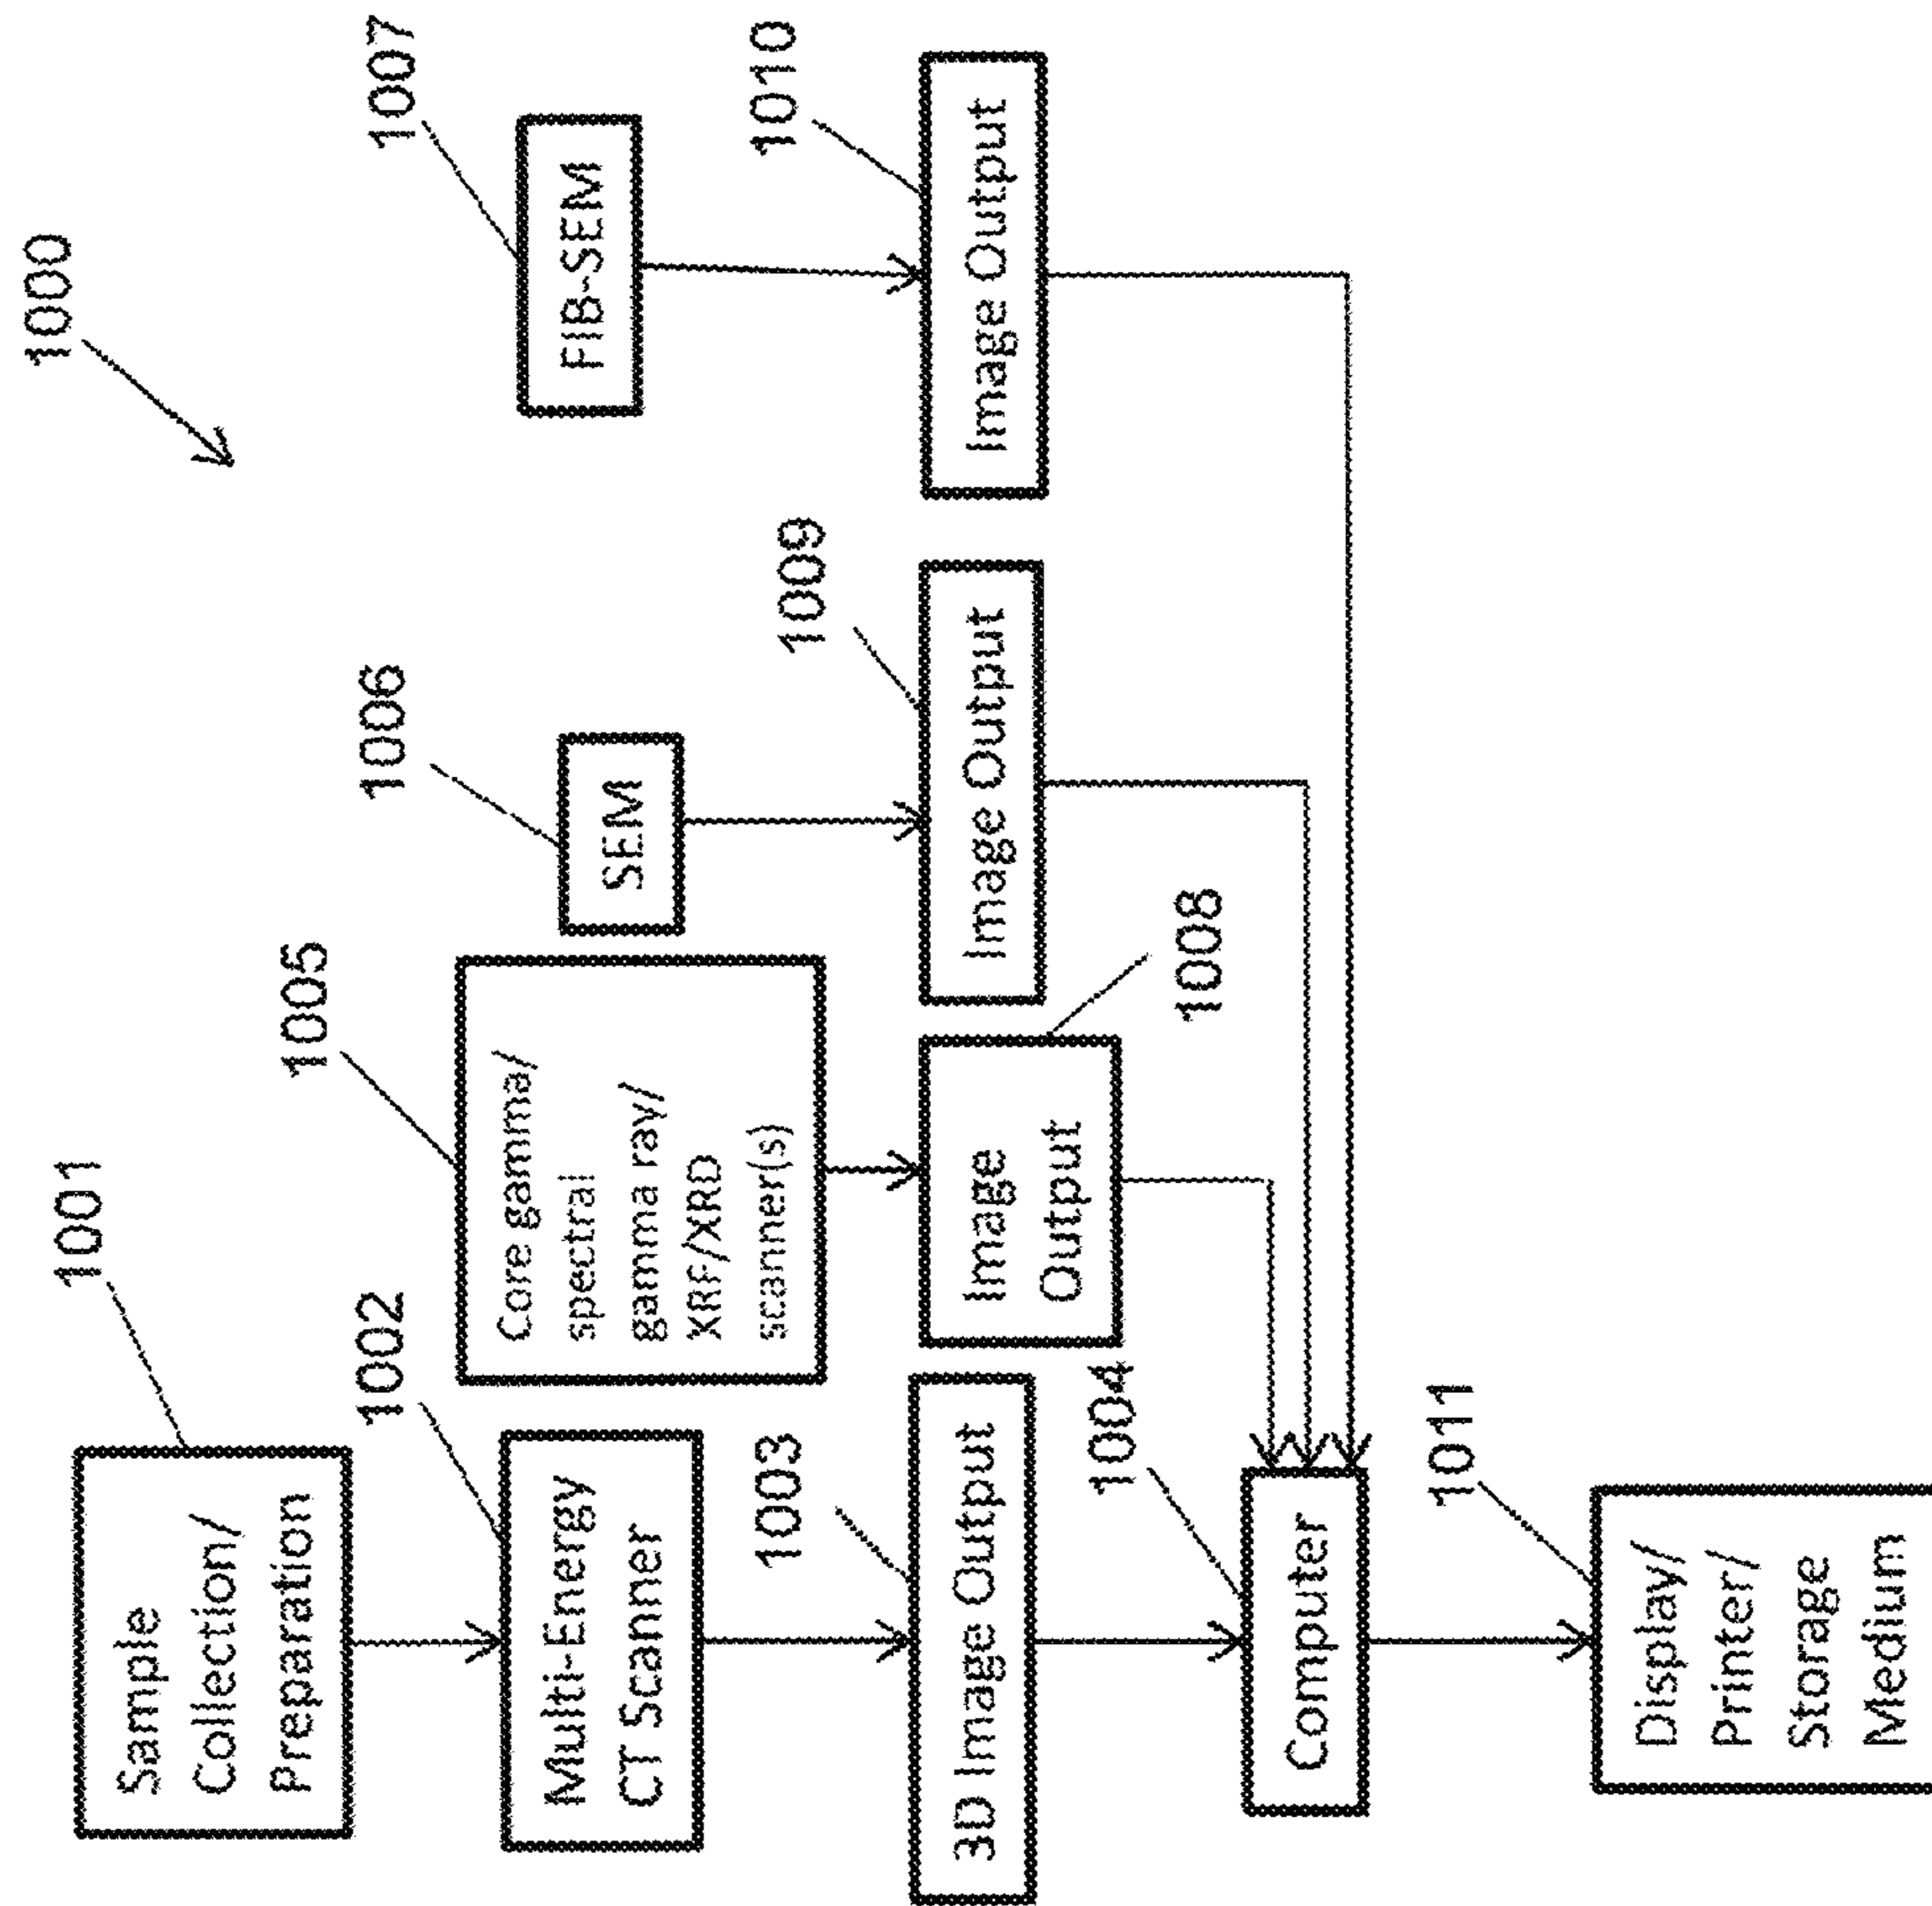 1000
1001
Sample
Collection/
Preparation
1002
Multi-Energy
CT Scanner
1003
3D Image Output
1004
Computer
1011
Display/
Printer/
Storage
Medium
1005
Core gamma/
spectral
gamma ray/
XRF/XRD
scanner(s)
Image
Output
1008
1006
SEM
1009
Image Output
1007
FIB-SEM
1010
Image Output